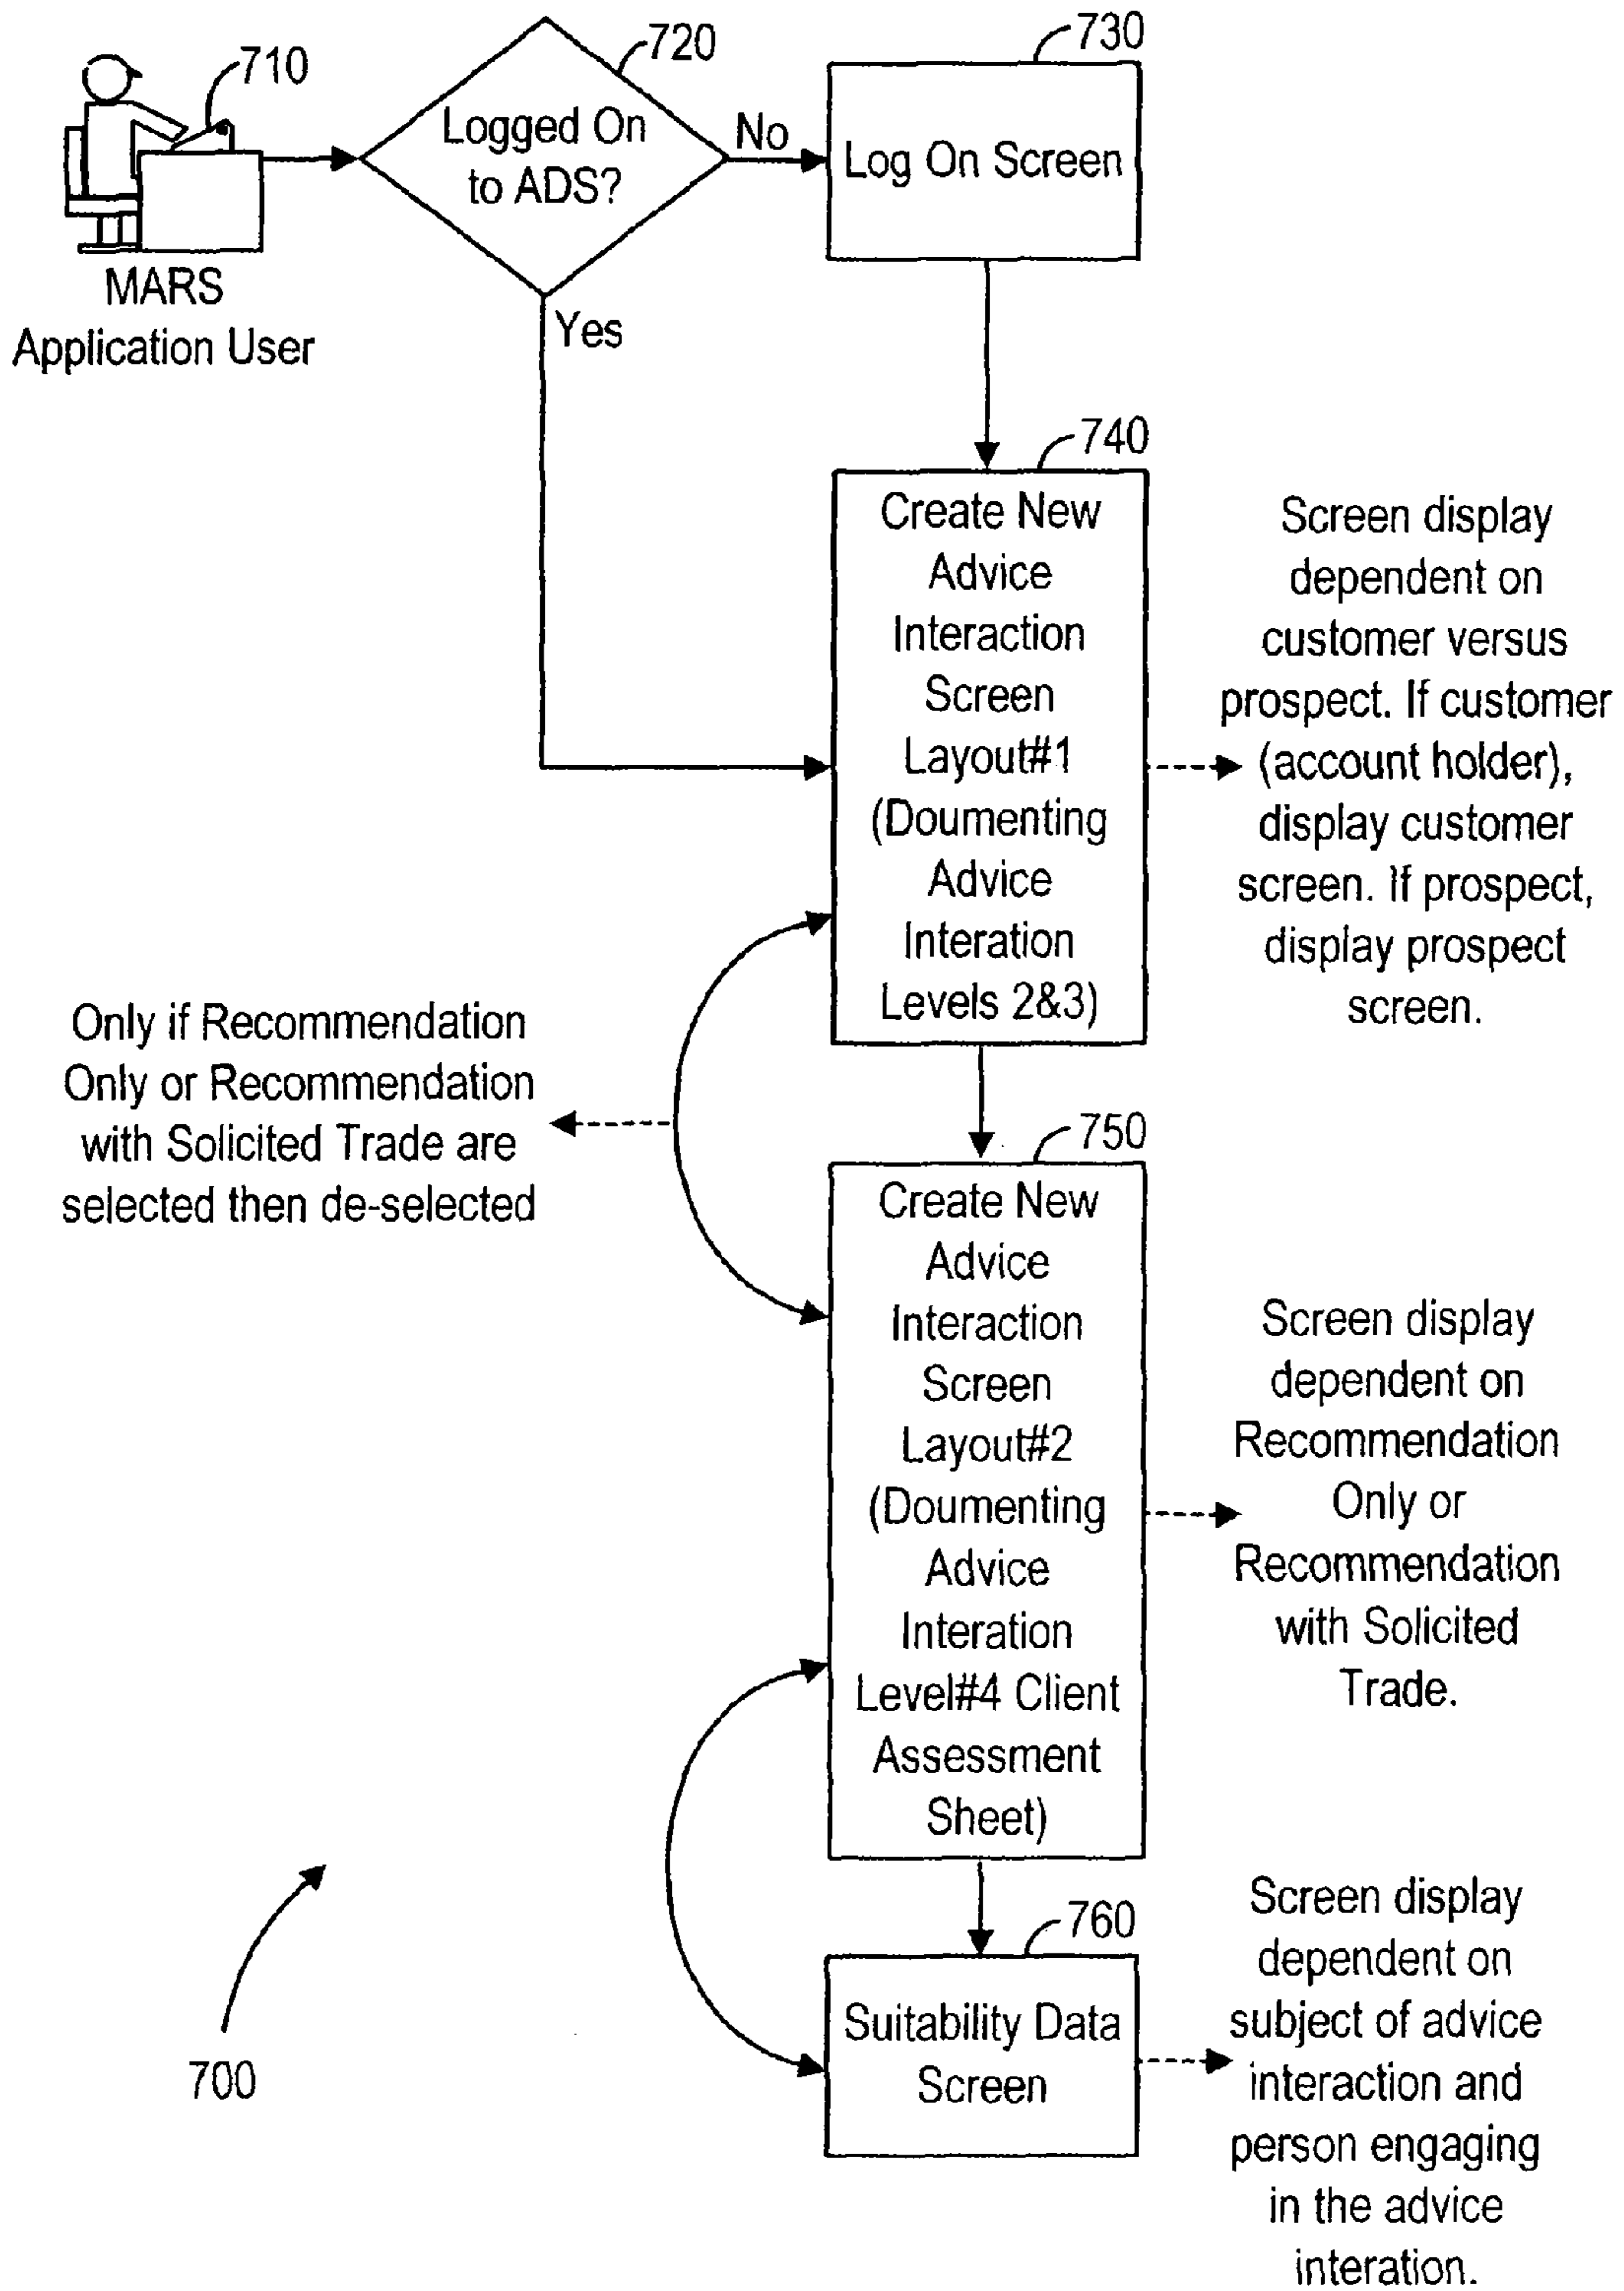 710
720
730
Logged On
to ADS?
No
Log On Screen
MARS
Application User
Yes
740
Create New
Advice
Interaction
Screen
Layout#1
(Doumenting
Advice
Interation
Levels 2&3)
Screen display
dependent on
customer versus
prospect. If customer
(account holder),
display customer
screen. If prospect,
display prospect
screen.
Only if Recommendation
Only or Recommendation
with Solicited Trade are
selected then de-selected
750
Create New
Advice
Interaction
Screen
Layout#2
(Doumenting
Advice
Interation
Level#4 Client
Assessment
Sheet)
Screen display
dependent on
Recommendation
Only or
Recommendation
with Solicited
Trade.
760
Suitability Data
Screen
Screen display
dependent on
subject of advice
interaction and
person engaging
in the advice
interation.
700